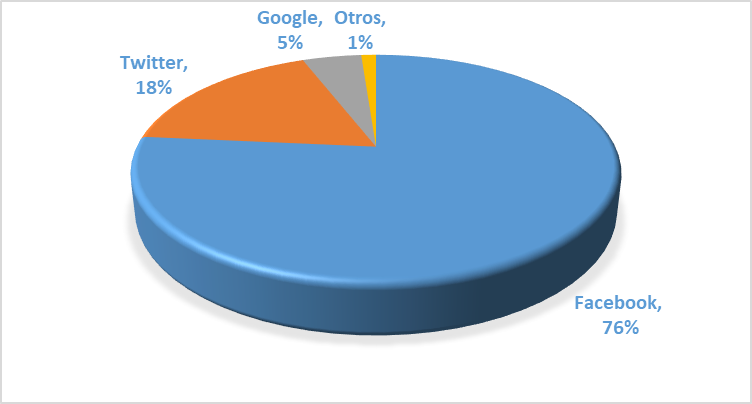 Google,
5%
Otros,
1%
Twitter,
18%
Facebook,
76%